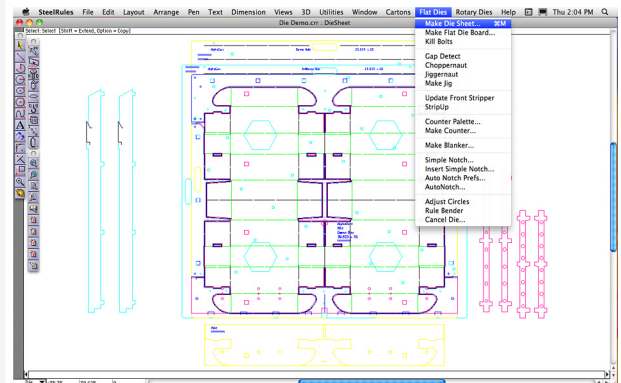 SteelRules File Edit Layer Arrange Pen Text Dimension Views 3D Utilities Window Cartons Flat Dies Rotary Dies Help Thu 2:04 PM
Die Demo.crr : DieSheet
Select: Select [Shift = Extend, Option = Copy]
Make Die Sheet... ⌘M
Make Flat Die Board...
Kill Bolts
Gap Detect
Choppernaut
Jiggernaut
Make Jig
Update Front Stripper
StripUp
Counter Palette...
Make Counter...
Make Blanker...
Simple Notch...
Insert Simple Notch...
Auto Notch Prefs...
AutoNotch...
Adjust Circles
Rule Bender
Cancel Die...